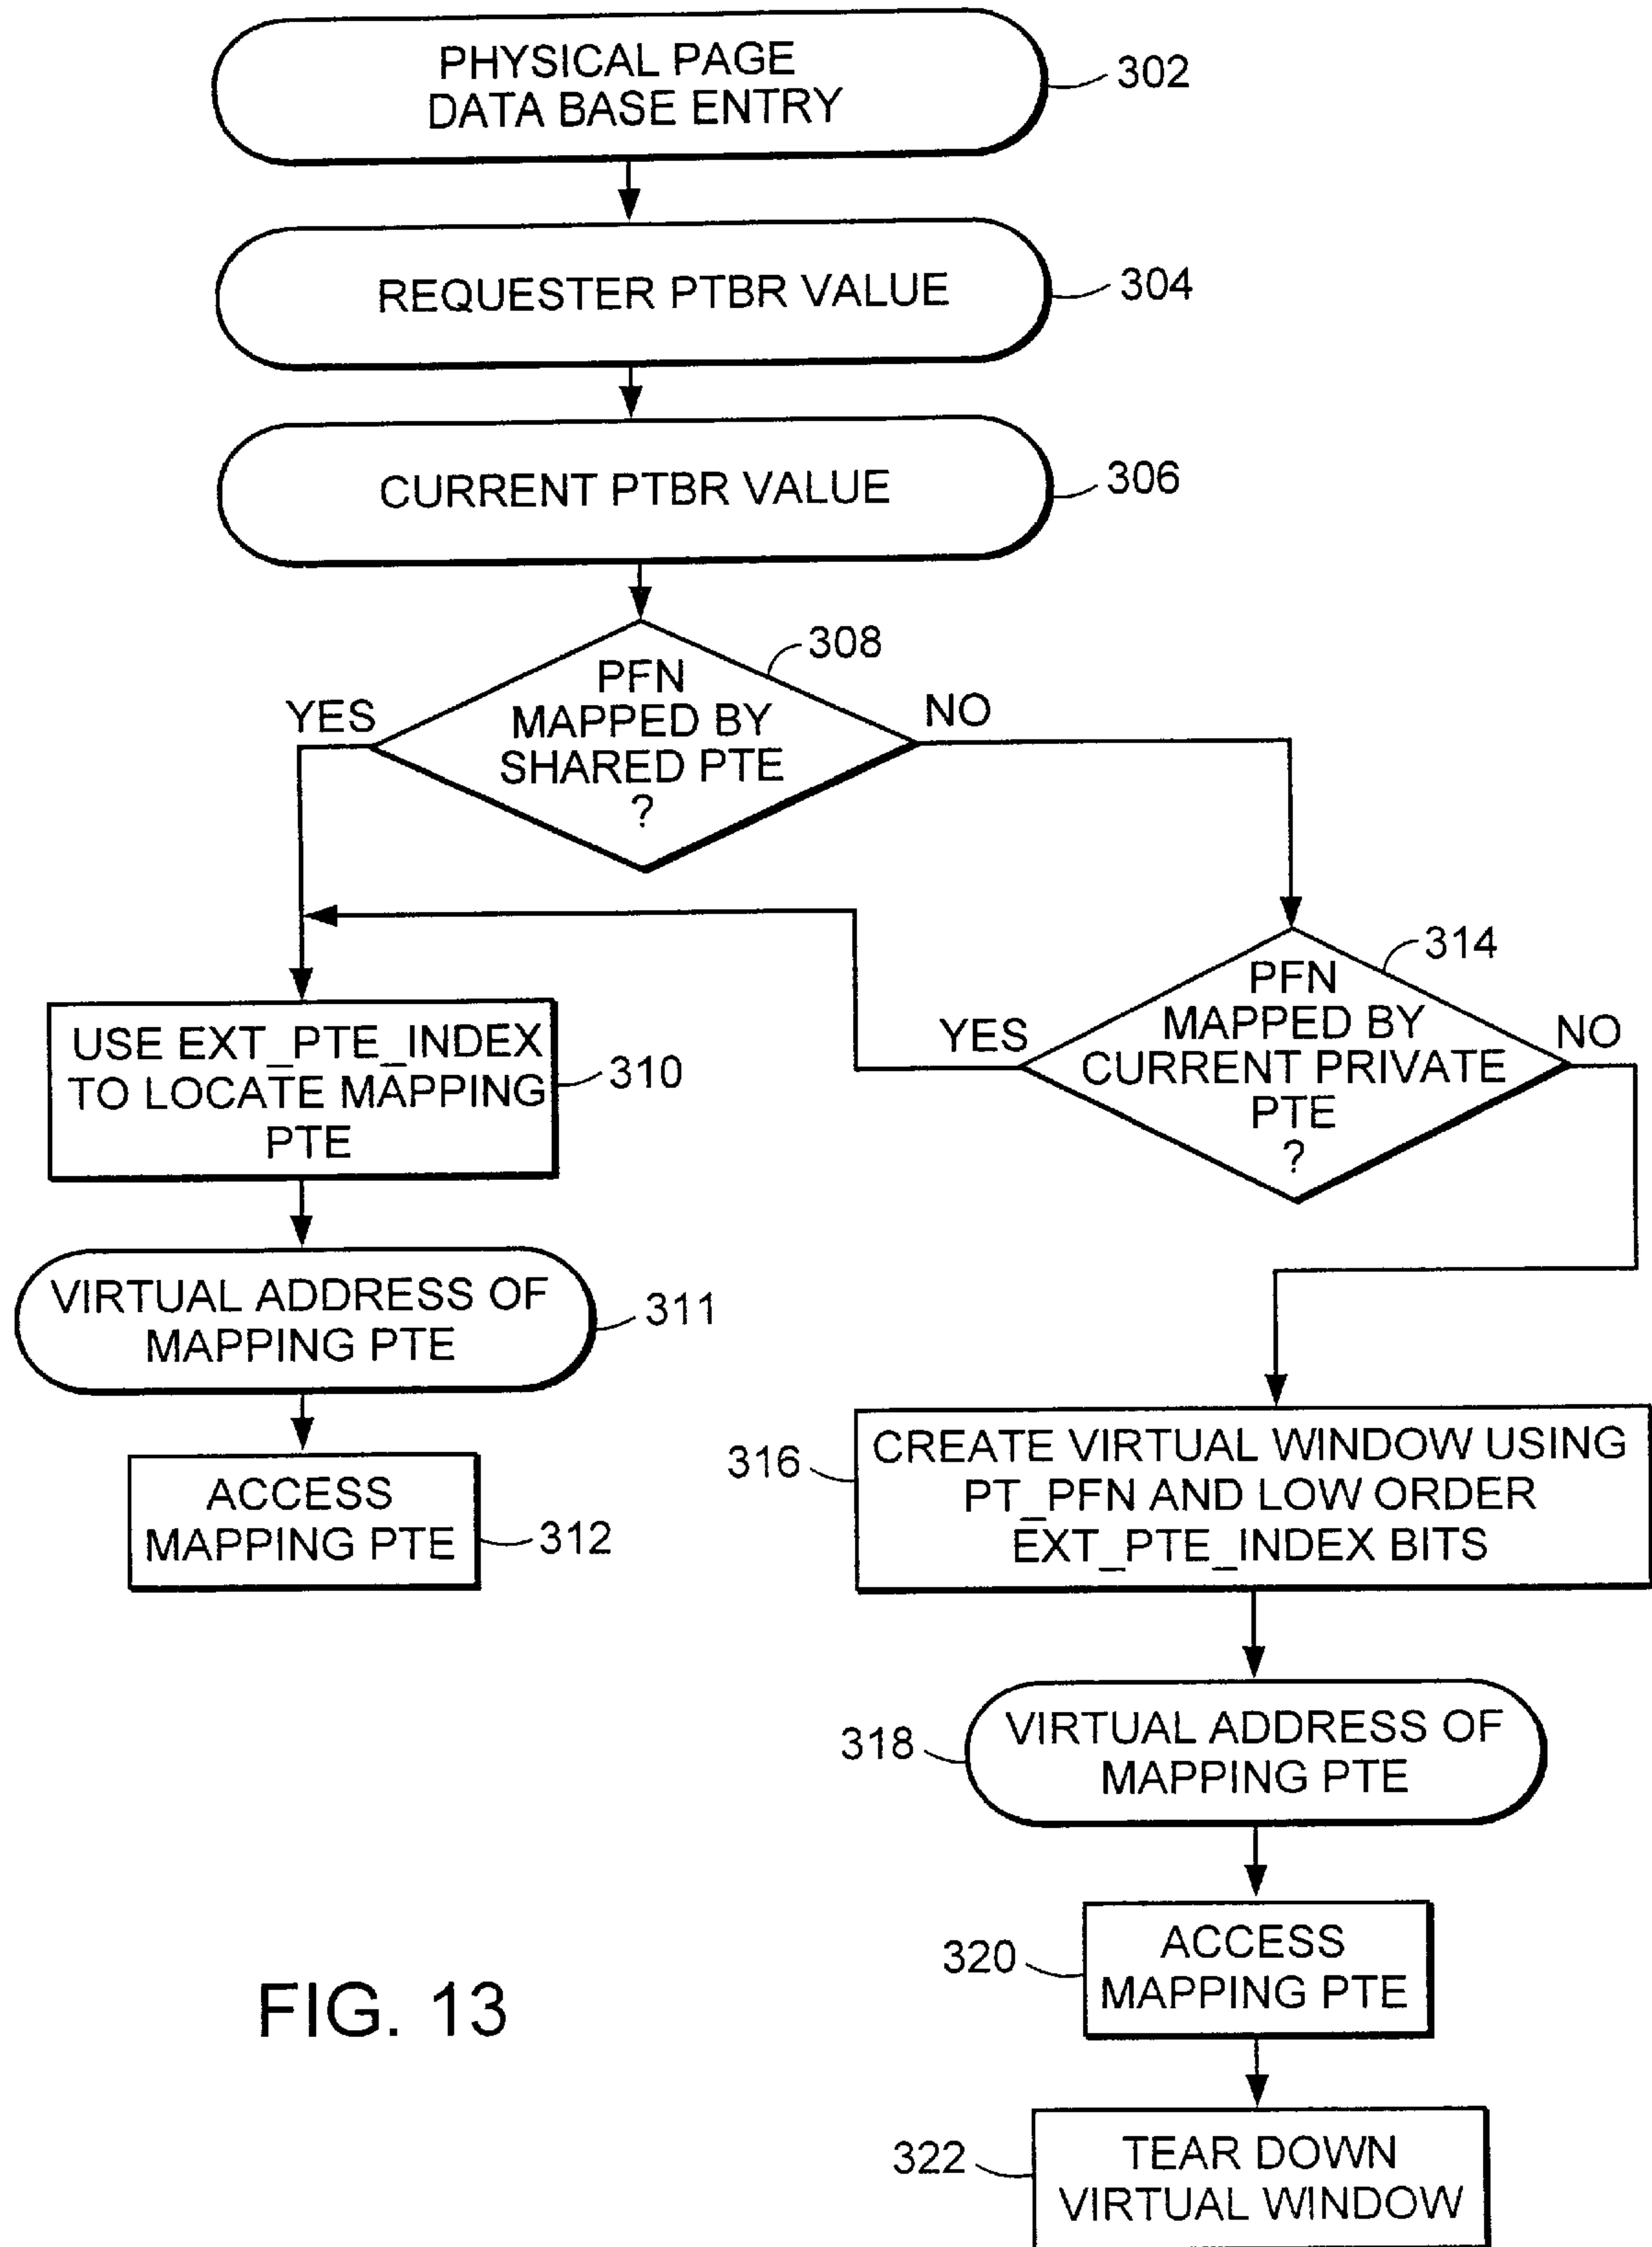 PHYSICAL PAGE
DATA BASE ENTRY
302
REQUESTER PTBR VALUE
304
CURRENT PTBR VALUE
306
308
PFN
MAPPED BY
SHARED PTE
?
YES
NO
314
PFN
MAPPED BY
CURRENT PRIVATE
PTE
?
YES
NO
USE EXT_PTE_INDEX
TO LOCATE MAPPING
PTE
310
VIRTUAL ADDRESS OF
MAPPING PTE
311
ACCESS
MAPPING PTE
312
316
CREATE VIRTUAL WINDOW USING
PT_PFN AND LOW ORDER
EXT_PTE_INDEX BITS
318
VIRTUAL ADDRESS OF
MAPPING PTE
320
ACCESS
MAPPING PTE
322
TEAR DOWN
VIRTUAL WINDOW
FIG. 13